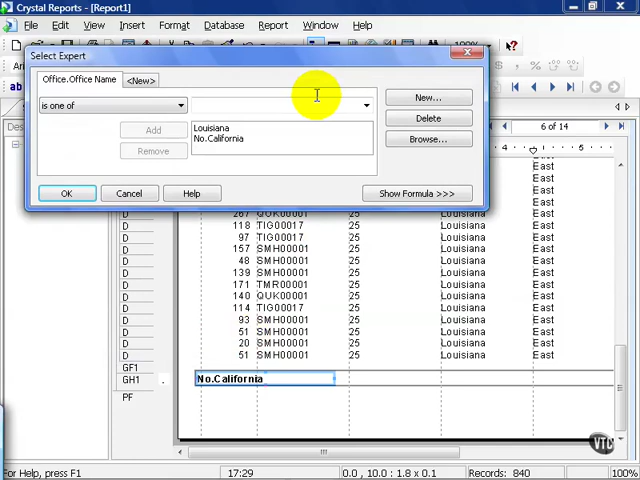 Crystal Reports - [Report1]
File Edit View Insert Format Database Report Window Help
Select Expert
Office.Office Name <New>
is one of
New...
Add
Louisiana
No.California
Remove
Delete
Browse...
OK Cancel Help Show Formula >>>
6 of 14
East
East
East
East
D 267 QUK00001 25 Louisiana East
D 118 TIG00017 25 Louisiana East
D 97 TIG00017 25 Louisiana East
D 157 SMH00001 25 Louisiana East
D 48 SMH00001 25 Louisiana East
D 139 SMH00001 25 Louisiana East
D 171 TMR00001 25 Louisiana East
D 140 QUK00001 25 Louisiana East
D 114 TIG00017 25 Louisiana East
D 93 SMH00001 25 Louisiana East
D 51 SMH00001 25 Louisiana East
D 20 SMH00001 25 Louisiana East
D 51 SMH00001 25 Louisiana East
GF1
GH1 No.California
PF
VTC
For Help, press F1 17:29 0.0 , 10.0 : 1.8 x 0.1 Records: 840